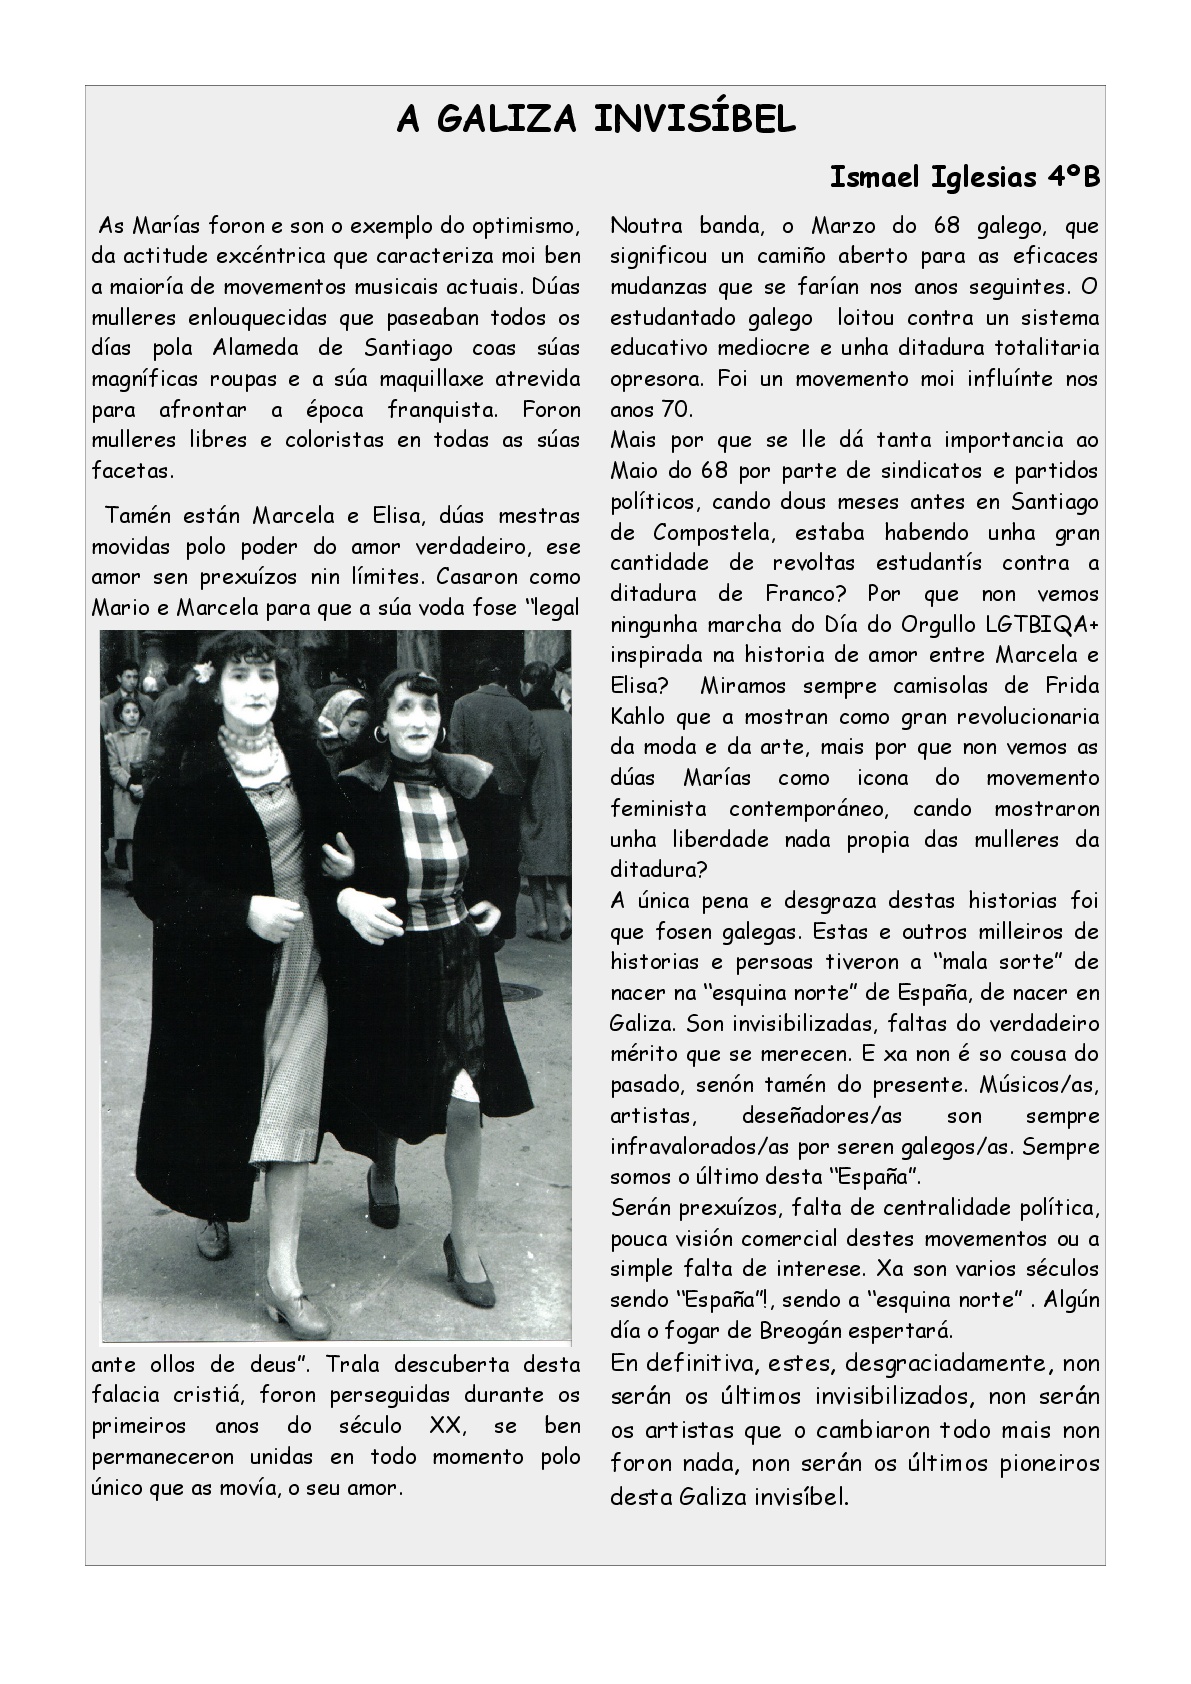 A GALIZA INVISÍBEL
Ismael Iglesias 4ºB
As Marías foron e son o exemplo do optimismo,
da actitude excéntrica que caracteriza moi ben
a maioría de movementos musicais actuais. Dúas
mulleres enlouquecidas que paseaban todos os
días pola Alameda de Santiago coas súas
magníficas roupas e a súa maquillaxe atrevida
para afrontar a época franquista. Foron
mulleres libres e coloristas en todas as súas
facetas.
Tamén están Marcela e Elisa, dúas mestras
movidas polo poder do amor verdadeiro, ese
amor sen prexuízos nin límites. Casaron como
Mario e Marcela para que a súa voda fose “legal
ante ollos de deus”. Trala descuberta desta
falacia cristiá, foron perseguidas durante os
primeiros anos do século XX, se ben
permaneceron unidas en todo momento polo
único que as movía, o seu amor.
Noutra banda, o Marzo do 68 galego, que
significou un camiño aberto para as eficaces
mudanzas que se farían nos anos seguintes. O
estudantado galego loitou contra un sistema
educativo mediocre e unha ditadura totalitaria
opresora. Foi un movemento moi influínte nos
anos 70.
Mais por que se lle dá tanta importancia ao
Maio do 68 por parte de sindicatos e partidos
políticos, cando dous meses antes en Santiago
de Compostela, estaba habendo unha gran
cantidade de revoltas estudantís contra a
ditadura de Franco? Por que non vemos
ningunha marcha do Día do Orgullo LGTBIQA+
inspirada na historia de amor entre Marcela e
Elisa? Miramos sempre camisolas de Frida
Kahlo que a mostran como gran revolucionaria
da moda e da arte, mais por que non vemos as
dúas Marías como icona do movemento
feminista contemporáneo, cando mostraron
unha liberdade nada propia das mulleres da
ditadura?
A única pena e desgraza destas historias foi
que fosen galegas. Estas e outros milleiros de
historias e persoas tiveron a “mala sorte” de
nacer na “esquina norte” de España, de nacer en
Galiza. Son invisibilizadas, faltas do verdadeiro
mérito que se merecen. E xa non é so cousa do
pasado, senón tamén do presente. Músicos/as,
artistas, deseñadores/as son sempre
infravalorados/as por seren galegos/as. Sempre
somos o último desta “España”.
Serán prexuízos, falta de centralidade política,
pouca visión comercial destes movementos ou a
simple falta de interese. Xa son varios séculos
sendo “España”!, sendo a “esquina norte” . Algún
día o fogar de Breogán espertará.
En definitiva, estes, desgraciadamente, non
serán os últimos invisibilizados, non serán
os artistas que o cambiaron todo mais non
foron nada, non serán os últimos pioneiros
desta Galiza invisíbel.